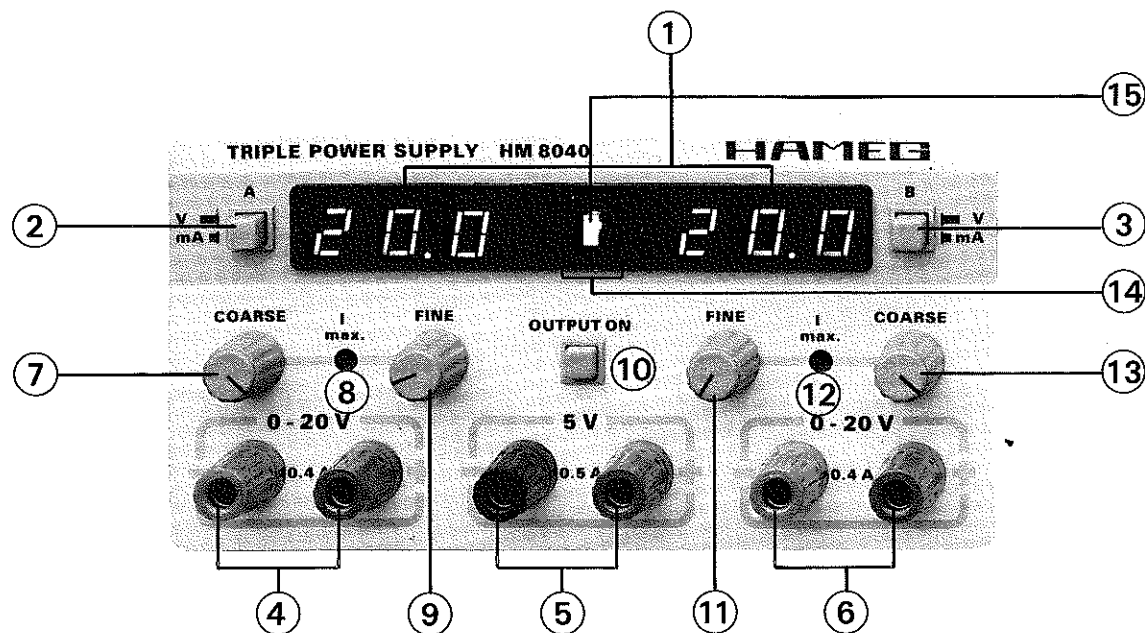 1
15
TRIPLE POWER SUPPLY HM 8040 HAMEG
A B
2 V 20.0 20.0 V 3
mA mA
14
COARSE I max. FINE OUTPUT ON FINE I max. COARSE
7 8 10 12 13
0 - 20 V 5 V 0 - 20 V
0.4 A 0.5 A 0.4 A
4 9 5 11 6